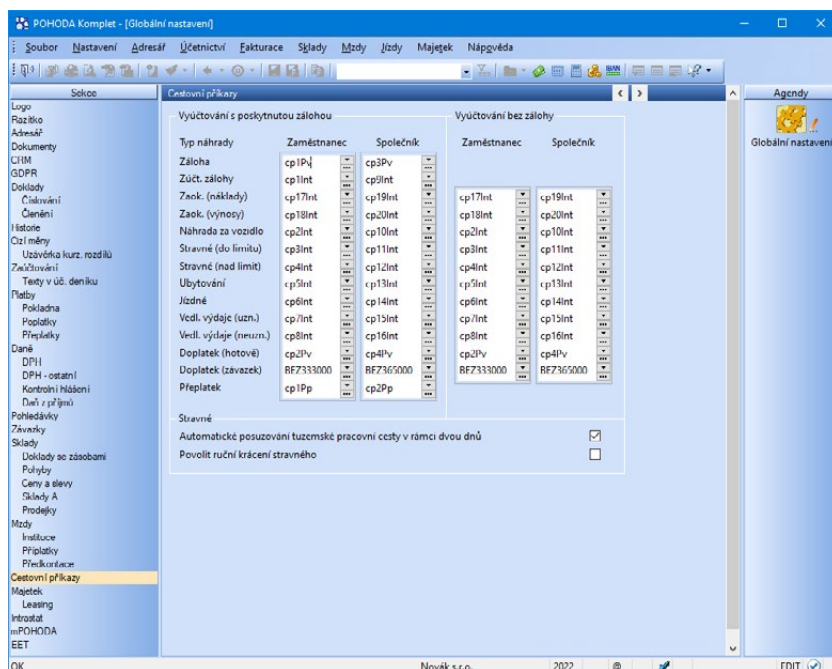 POHODA Komplet - [Globální nastavení]
Soubor Nastavení Adresář Účetnictví Fakturace Sklady Mzdy Jízdy Majetek Nápověda
IBAN
Sekce
Logo
Razítko
Adresář
Dokumenty
CRM
GDPR
Doklady
Číslování
Členění
Historie
Cizí měny
Uzávěrka kurz. rozdílů
Zaúčtování
Texty v úč. deníku
Platby
Pokladna
Poplatky
Přeplatky
Daně
DPH
DPH - ostatní
Kontrolní hlášení
Daň z příjmů
Pohledávky
Závazky
Sklady
Doklady se zásobami
Pohyby
Ceny a slevy
Sklady A
Prodejky
Mzdy
Instituce
Příplatky
Předkontace
Cestovní příkazy
Majetek
Leasing
Intrastat
mPOHODA
EET
Cestovní příkazy
Vyúčtování s poskytnutou zálohou Vyúčtování bez zálohy
Typ náhrady Zaměstnanec Společník Zaměstnanec Společník
Záloha cp1Pv cp3Pv
Zúčt. zálohy cp1Int cp9Int
Zaok. (náklady) cp17Int cp19Int cp17Int cp19Int
Zaok. (výnosy) cp18Int cp20Int cp18Int cp20Int
Náhrada za vozidlo cp2Int cp10Int cp2Int cp10Int
Stravné (do limitu) cp3Int cp11Int cp3Int cp11Int
Stravné (nad limit) cp4Int cp12Int cp4Int cp12Int
Ubytování cp5Int cp13Int cp5Int cp13Int
Jízdné cp6Int cp14Int cp6Int cp14Int
Vedl. výdaje (uzn.) cp7Int cp15Int cp7Int cp15Int
Vedl. výdaje (neuzn.) cp8Int cp16Int cp8Int cp16Int
Doplatek (hotově) cp2Pv cp4Pv cp2Pv cp4Pv
Doplatek (závazek) BEZ333000 BEZ365000 BEZ333000 BEZ365000
Přeplatek cp1Pp cp2Pp
Stravné
Automatické posuzování tuzemské pracovní cesty v rámci dvou dnů
Povolit ruční krácení stravného
Agendy
Globální nastavení
OK Novák s.r.o. 2022 @ EDIT